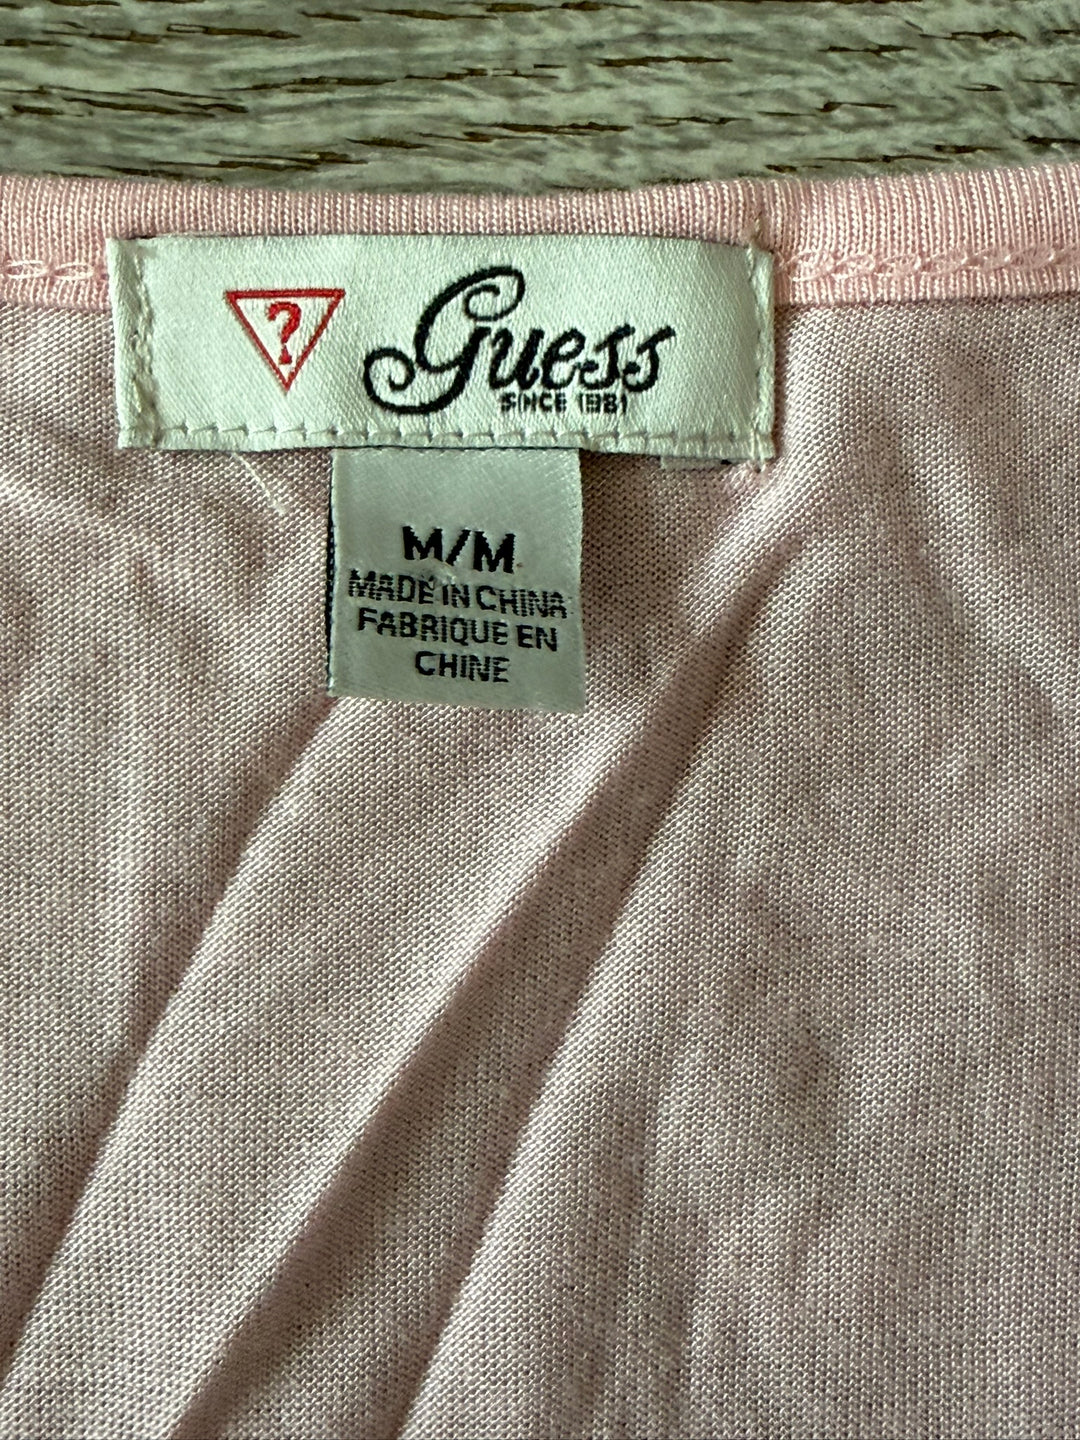 ?
Guess
SINCE 1981
M/M
MADE IN CHINA
FABRIQUE EN
CHINE